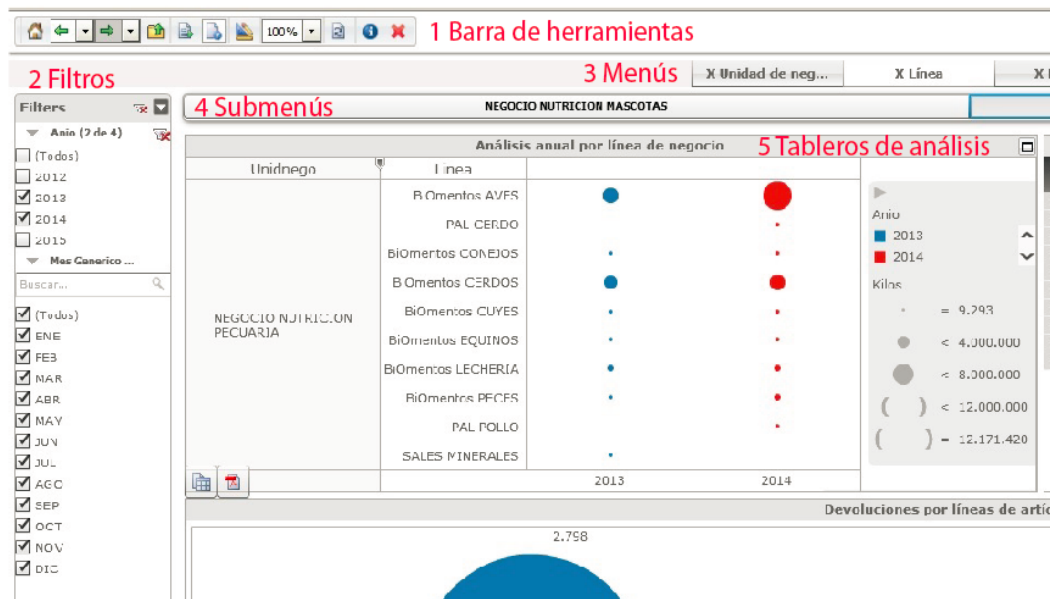 100%
1 Barra de herramientas
2 Filtros
3 Menús
X Unidad de neg...
X Línea
X
Filters
4 Submenús
NEGOCIO NUTRICION MASCOTAS
Anio (2 de 4)
(Todos)
2012
2013
2014
2015
Mes Generico ...
Buscar...
(Todos)
ENE
FEB
MAR
ABR
MAY
JUN
JUL
AGO
SEP
OCT
NOV
DIC
Análisis anual por línea de negocio
5 Tableros de análisis
Unidnego
Linea
BiOmentos AVES
PAL CERDO
BiOmentos CONEJOS
BiOmentos CERDOS
BiOmentos CUYES
BiOmentos EQUINOS
BiOmentos LECHERIA
BiOmentos PECES
PAL POLLO
SALES MINERALES
NEGOCIO NUTRICION
PECUARIA
2013
2014
Anio
2013
2014
Kilos
= 9.293
< 4.000.000
< 8.000.000
< 12.000.000
= 12.171.420
Devoluciones por líneas de artíc
2.798